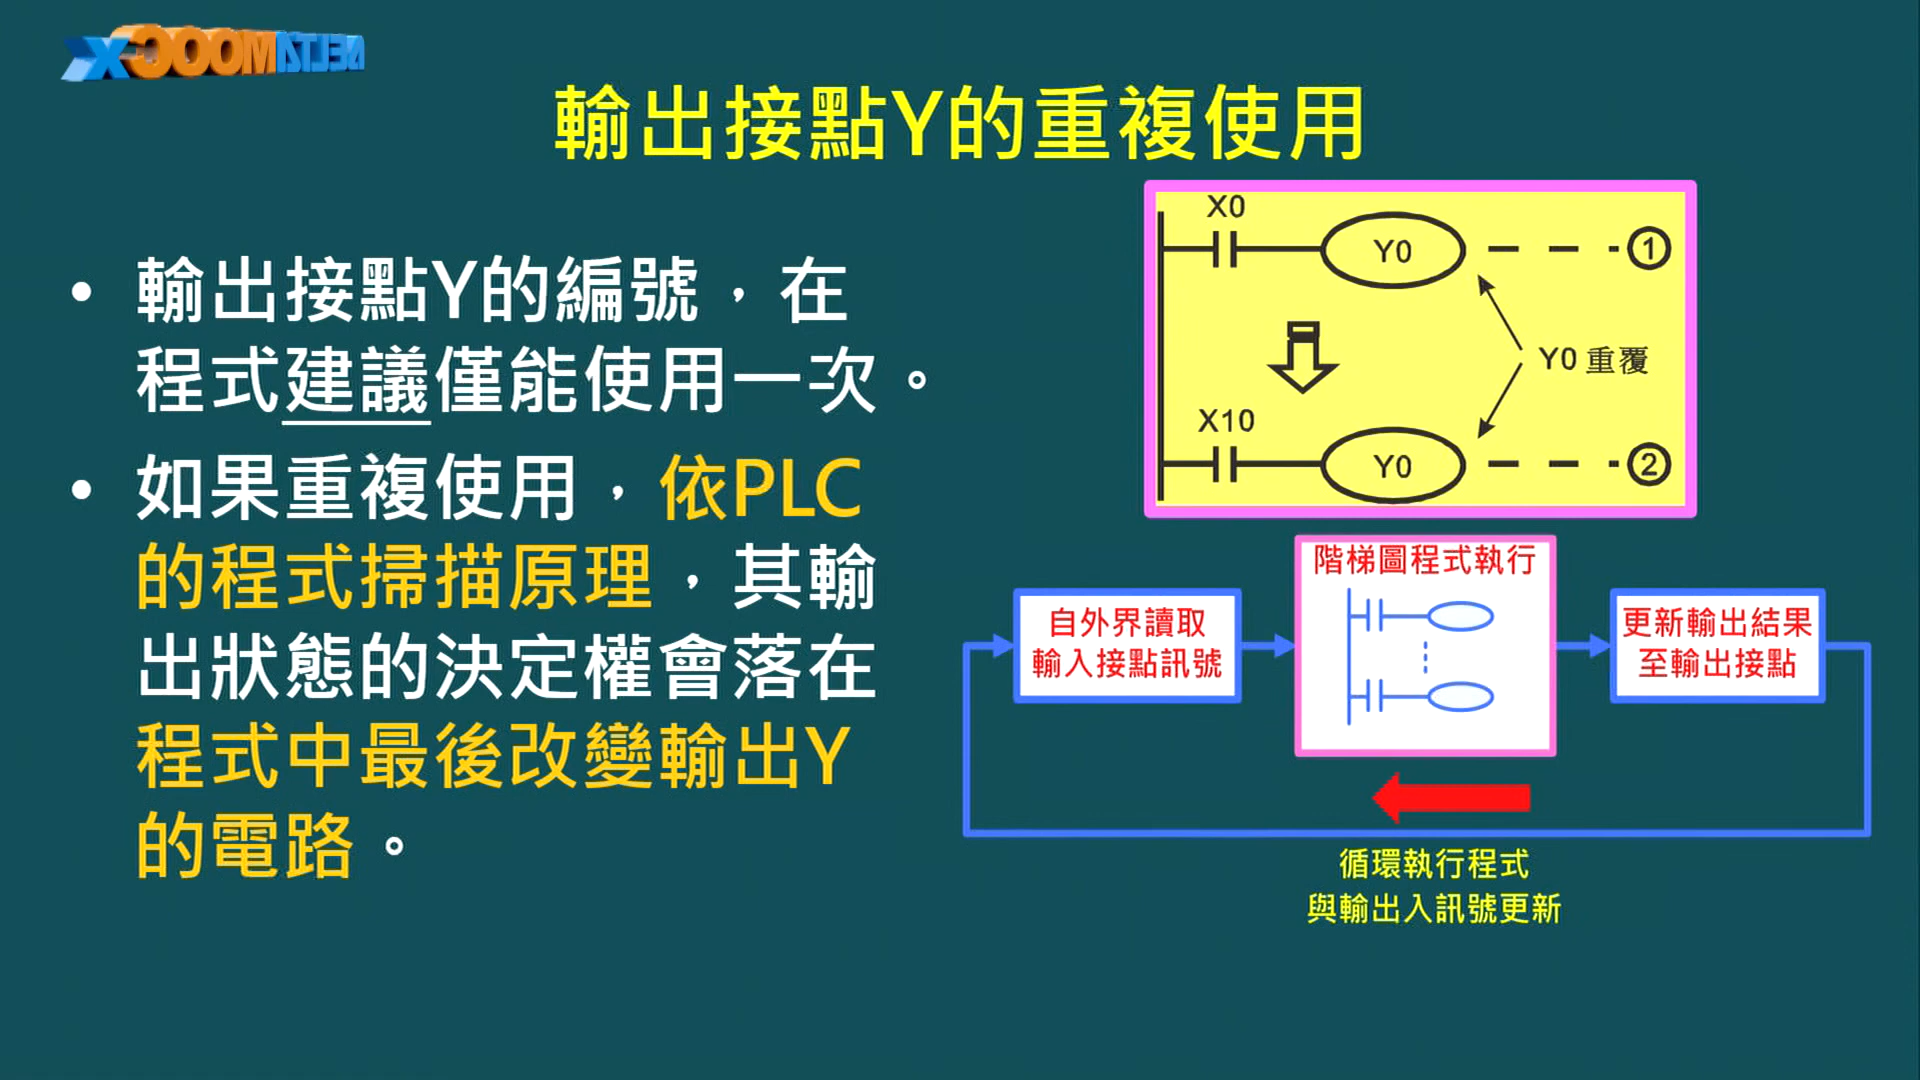 DELTAMOOCX
輸出接點Y的重複使用
• 輸出接點Y的編號，在
程式建議僅能使用一次。
• 如果重複使用，依PLC
的程式掃描原理，其輸
出狀態的決定權會落在
程式中最後改變輸出Y
的電路。
X0
Y0
①
Y0 重覆
X10
Y0
②
階梯圖程式執行
自外界讀取
輸入接點訊號
更新輸出結果
至輸出接點
循環執行程式
與輸出入訊號更新